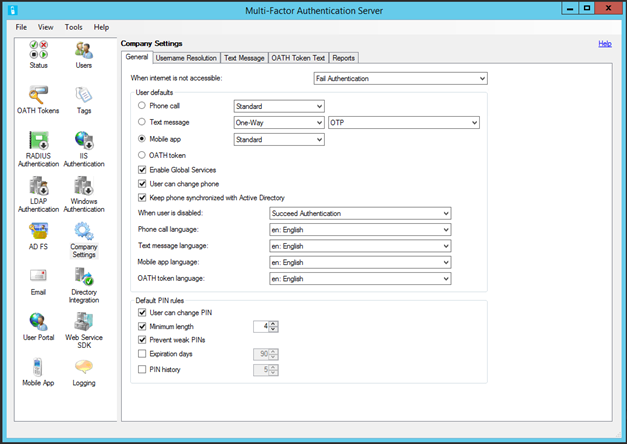 Multi-Factor Authentication Server
File View Tools Help
Status
Users
OATH Tokens
Tags
RADIUS Authentication
IIS Authentication
LDAP Authentication
Windows Authentication
AD FS
Company Settings
Email
Directory Integration
User Portal
Web Service SDK
Mobile App
Logging
Company Settings
Help
General Username Resolution Text Message OATH Token Text Reports
When internet is not accessible: Fail Authentication
User defaults
Phone call Standard
Text message One-Way OTP
Mobile app Standard
OATH token
Enable Global Services
User can change phone
Keep phone synchronized with Active Directory
When user is disabled: Succeed Authentication
Phone call language: en: English
Text message language: en: English
Mobile app language: en: English
OATH token language: en: English
Default PIN rules
User can change PIN
Minimum length 4
Prevent weak PINs
Expiration days 90
PIN history 5